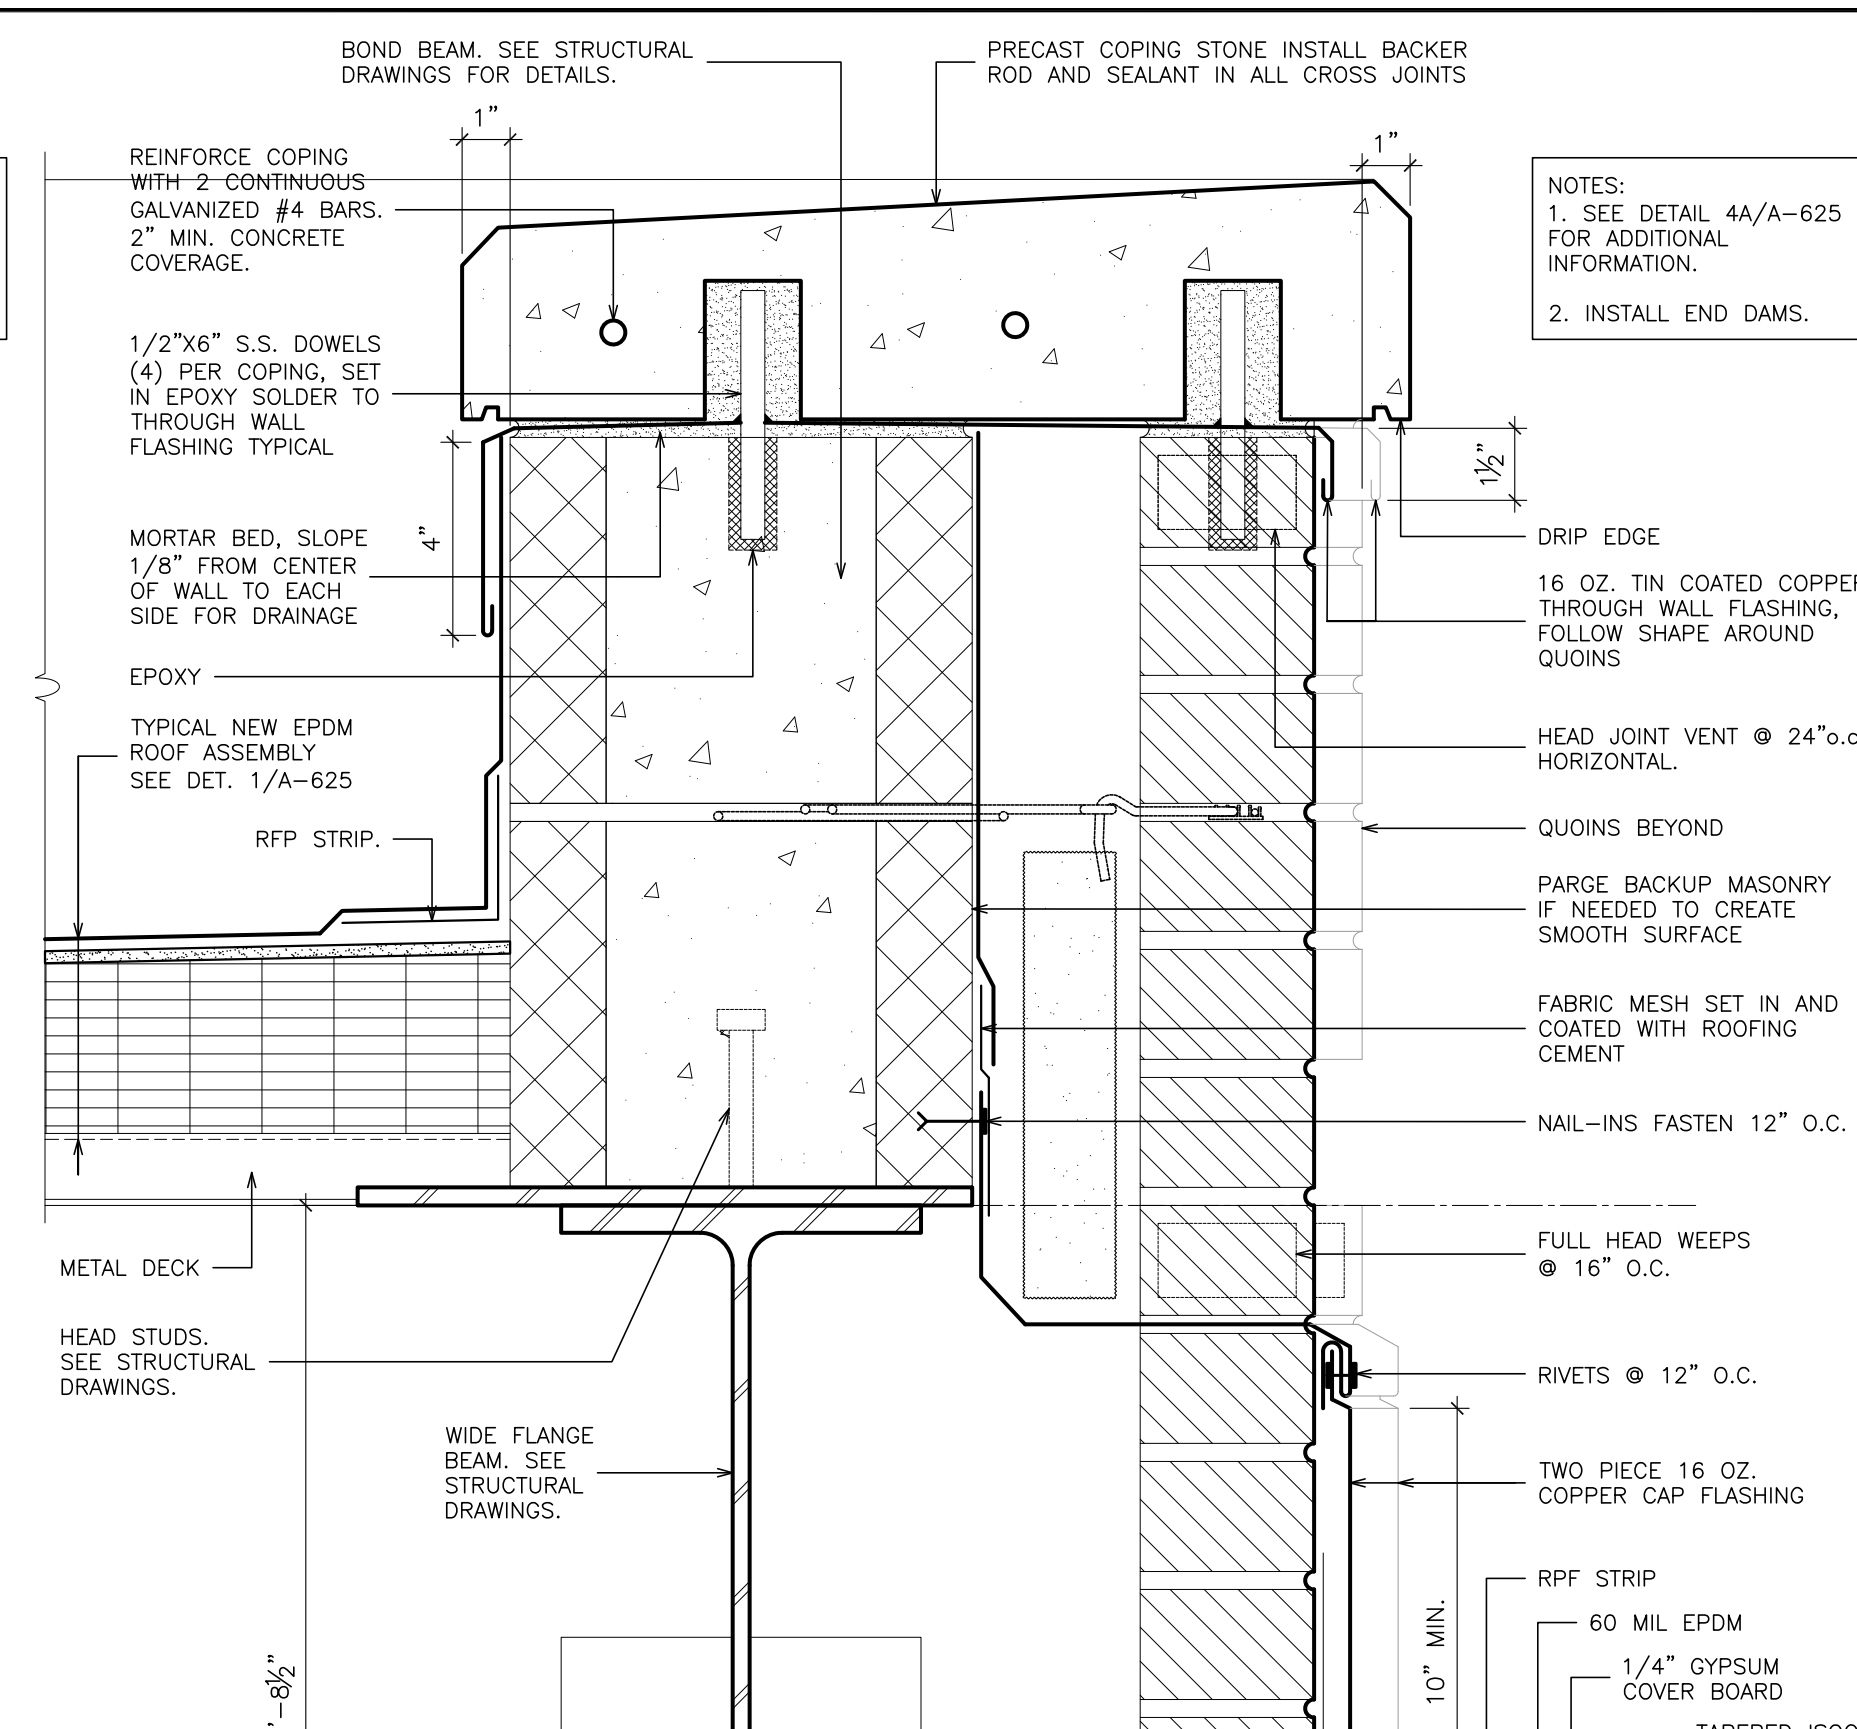 BOND BEAM. SEE STRUCTURAL
DRAWINGS FOR DETAILS.
PRECAST COPING STONE INSTALL BACKER
ROD AND SEALANT IN ALL CROSS JOINTS
1”
1”
REINFORCE COPING
WITH 2 CONTINUOUS
GALVANIZED #4 BARS.
2” MIN. CONCRETE
COVERAGE.
NOTES:
1. SEE DETAIL 4A/A-625
FOR ADDITIONAL
INFORMATION.
2. INSTALL END DAMS.
1/2”X6” S.S. DOWELS
(4) PER COPING, SET
IN EPOXY SOLDER TO
THROUGH WALL
FLASHING TYPICAL
4”
1½”
MORTAR BED, SLOPE
1/8” FROM CENTER
OF WALL TO EACH
SIDE FOR DRAINAGE
EPOXY
TYPICAL NEW EPDM
ROOF ASSEMBLY
SEE DET. 1/A-625
RFP STRIP.
METAL DECK
HEAD STUDS.
SEE STRUCTURAL
DRAWINGS.
WIDE FLANGE
BEAM. SEE
STRUCTURAL
DRAWINGS.
-8½”
DRIP EDGE
16 OZ. TIN COATED COPPER
THROUGH WALL FLASHING,
FOLLOW SHAPE AROUND
QUOINS
HEAD JOINT VENT @ 24”o.c
HORIZONTAL.
QUOINS BEYOND
PARGE BACKUP MASONRY
IF NEEDED TO CREATE
SMOOTH SURFACE
FABRIC MESH SET IN AND
COATED WITH ROOFING
CEMENT
NAIL-INS FASTEN 12” O.C.
FULL HEAD WEEPS
@ 16” O.C.
RIVETS @ 12” O.C.
TWO PIECE 16 OZ.
COPPER CAP FLASHING
10” MIN.
RPF STRIP
60 MIL EPDM
1/4” GYPSUM
COVER BOARD